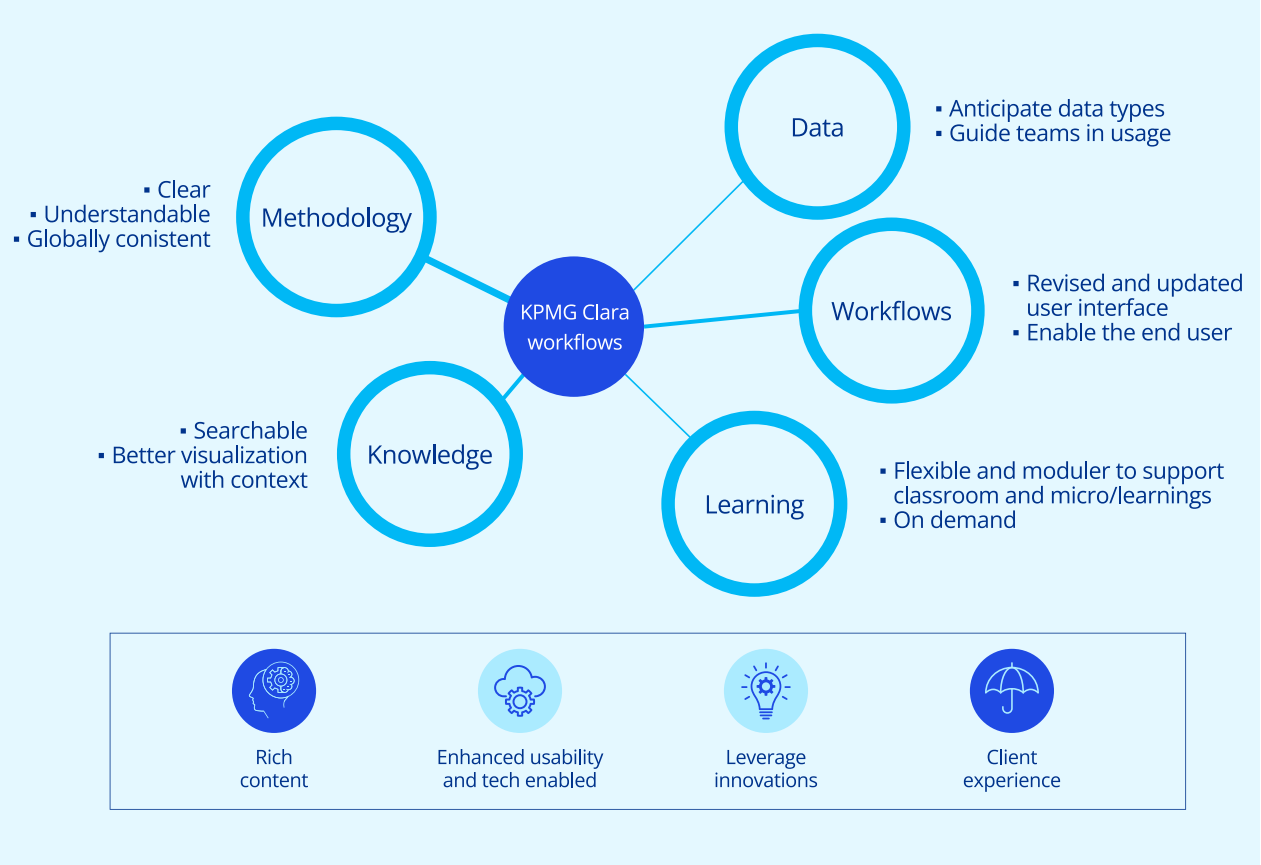 Data
▪ Anticipate data types
▪ Guide teams in usage
Methodology
▪ Clear
▪ Understandable
▪ Globally conistent
KPMG Clara
workflows
Workflows
▪ Revised and updated
user interface
▪ Enable the end user
Knowledge
▪ Searchable
▪ Better visualization
with context
Learning
▪ Flexible and moduler to support
classroom and micro/learnings
▪ On demand
Rich
content
Enhanced usability
and tech enabled
Leverage
innovations
Client
experience